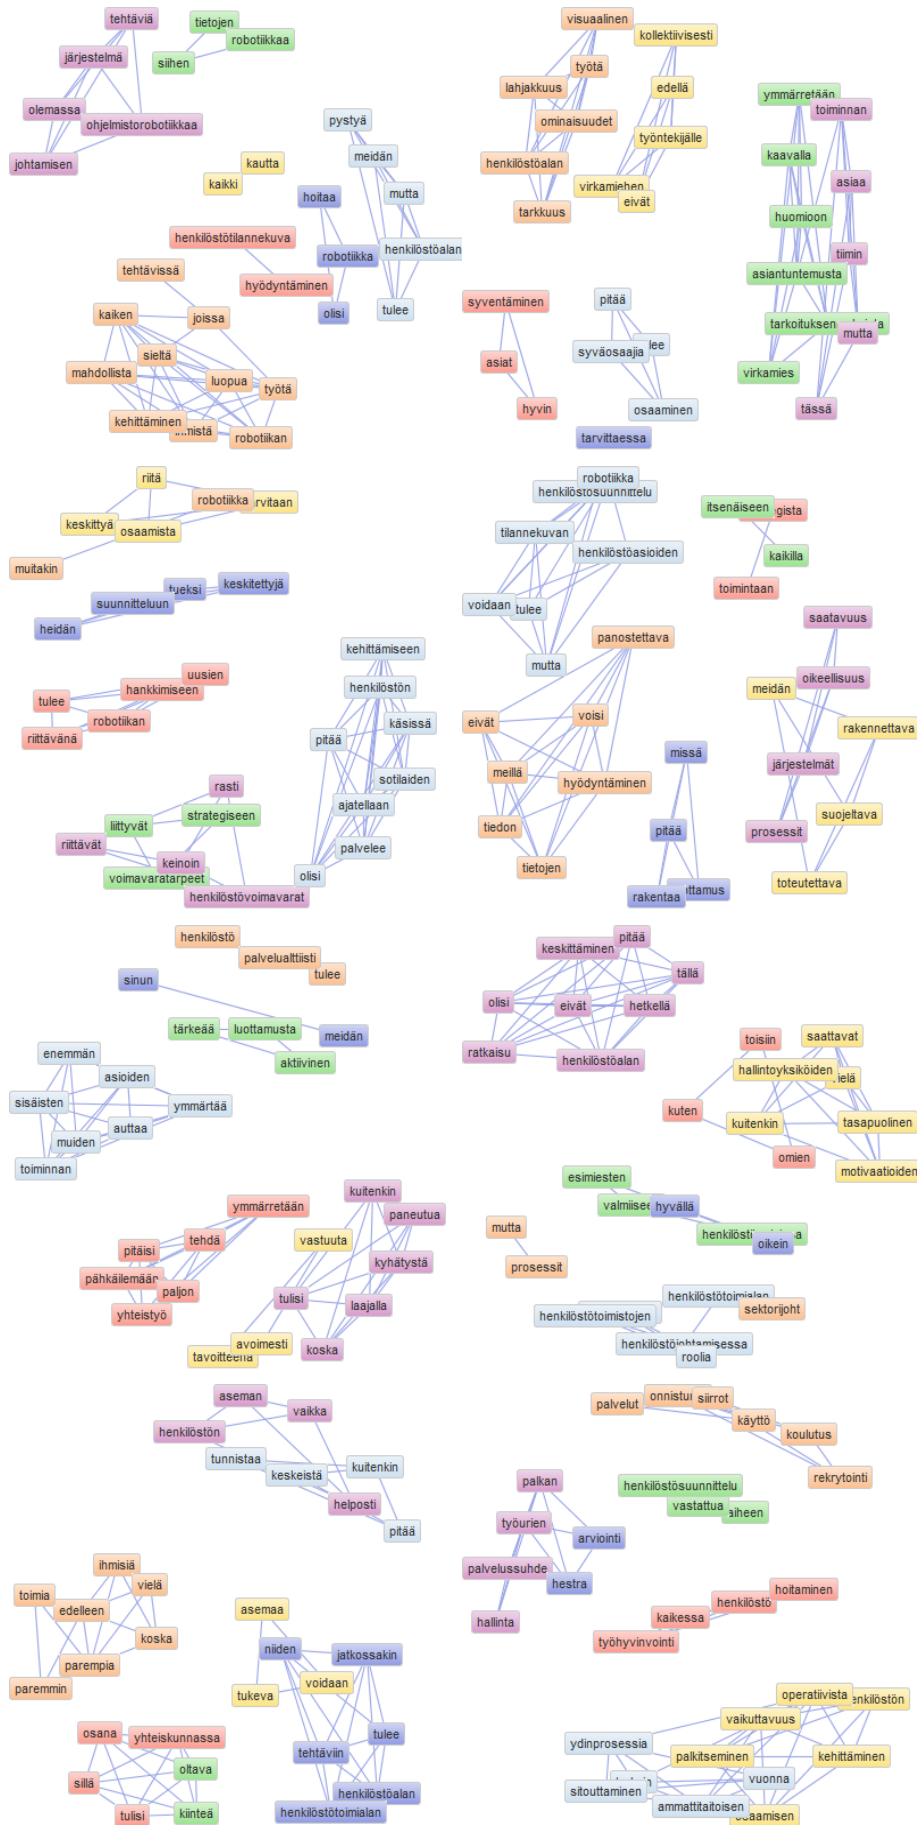 tehtäviä
järjestelmä
olemassa
ohjelmistorobotiikkaa
johtamisen
tietojen
robotiikkaa
siihen
kautta
kaikki
pystyä
meidän
mutta
henkilöstöalan
tulee
hoitaa
robotiikka
olisi
henkilöstötilannekuva
hyödyntäminen
tehtävissä
kaiken
joissa
sieltä
mahdollista
luopua
työtä
kehittäminen
robotiikan
visuaalinen
työtä
lahjakkuus
ominaisuudet
henkilöstöalan
tarkkuus
kollektiivisesti
edellä
työntekijälle
virkamiehen
eivät
ymmärretään
toiminnan
kaavalla
asiaa
huomioon
tiimin
asiantuntemusta
tarkoituksen
mutta
virkamies
tässä
syventäminen
asiat
hyvin
pitää
syväosaajia
osaaminen
tarvittaessa
riitä
robotiikka
keskittyä
osaamista
muitakin
tueksi
keskitettyjä
suunnitteluun
heidän
robotiikka
henkilöstösuunnittelu
tilannekuvan
henkilöstöasioiden
voidaan
tulee
mutta
itsenäiseen
kaikilla
toimintaan
uusien
hankkimiseen
tulee
robotiikan
riittävänä
kehittämiseen
henkilöstön
käsissä
pitää
sotilaiden
ajatellaan
palvelee
olisi
panostettava
eivät
voisi
meillä
hyödyntäminen
tiedon
tietojen
missä
pitää
rakentaa
saatavuus
oikeellisuus
meidän
rakennettava
järjestelmät
suojeltava
prosessit
toteutettava
rasti
strategiseen
liittyvät
riittävät
keinoin
voimavaratarpeet
henkilöstövoimavarat
henkilöstö
palvelualttiisti
tulee
sinun
meidän
tärkeää
luottamusta
aktiivinen
pitää
keskittäminen
tällä
olisi
eivät
hetkellä
ratkaisu
henkilöstöalan
enemmän
asioiden
sisäisten
ymmärtää
auttaa
muiden
toiminnan
toisiin
saattavat
hallintoyksiköiden
kuten
kuitenkin
tasapuolinen
omien
motivaatioiden
ymmärretään
tehdä
pitäisi
pähkäilemään
paljon
yhteistyö
kuitenkin
paneutua
vastuuta
kyhätystä
tulisi
laajalla
avoimesti
koska
tavoitteena
esimiesten
hyvällä
oikein
mutta
prosessit
henkilöstötoimialan
sektorijoht
henkilöstötoimistojen
henkilöstöjohtamisessa
roolia
aseman
vaikka
henkilöstön
tunnistaa
kuitenkin
keskeistä
helposti
pitää
palvelut
siirrot
käyttö
koulutus
rekrytointi
palkan
työurien
arviointi
palvelussuhde
hestra
hallinta
henkilöstösuunnittelu
vastattua
aiheen
hoitaminen
henkilöstö
kaikessa
työhyvinvointi
ihmisiä
toimia
vielä
edelleen
koska
parempia
paremmin
asemaa
niiden
jatkossakin
voidaan
tukeva
tulee
tehtäviin
henkilöstöalan
henkilöstötoimialan
osana
yhteiskunnassa
oltava
sillä
tulisi
kiinteä
operatiivista
vaikuttavuus
ydinprosessia
palkitseminen
kehittäminen
vuonna
sitouttaminen
ammattitaitoisen